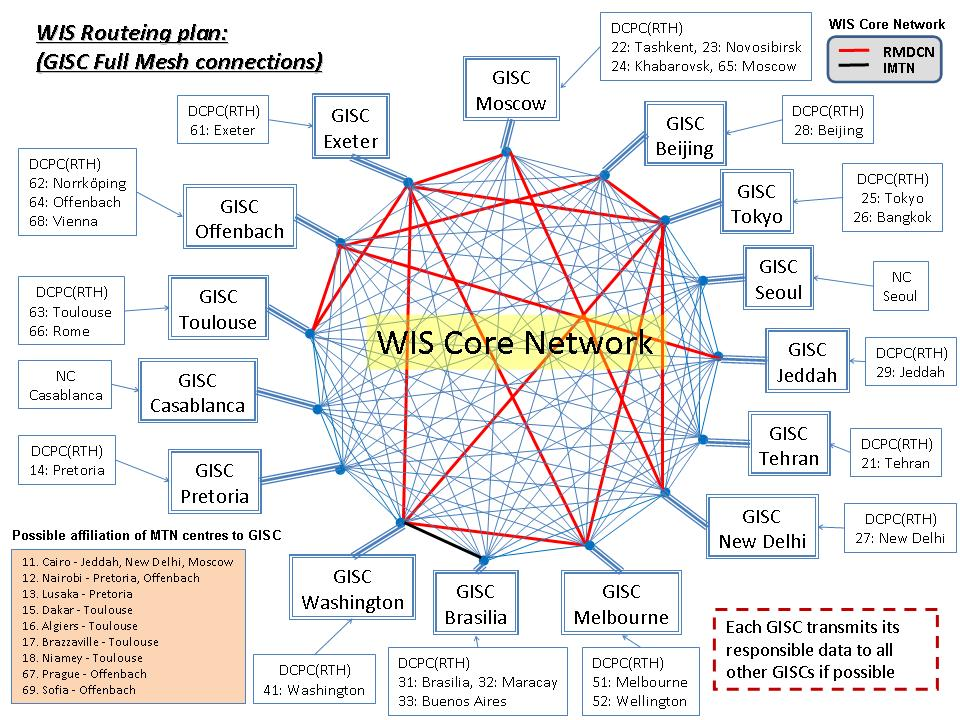 WIS Routeing plan:
(GISC Full Mesh connections)
DCPC(RTH)
22: Tashkent, 23: Novosibirsk
24: Khabarovsk, 65: Moscow
WIS Core Network
RMDCN
IMTN
GISC
Moscow
DCPC(RTH)
61: Exeter
GISC
Exeter
GISC
Beijing
DCPC(RTH)
28: Beijing
DCPC(RTH)
62: Norrköping
64: Offenbach
68: Vienna
GISC
Offenbach
GISC
Tokyo
DCPC(RTH)
25: Tokyo
26: Bangkok
DCPC(RTH)
63: Toulouse
66: Rome
GISC
Toulouse
GISC
Seoul
NC
Seoul
WIS Core Network
NC
Casablanca
GISC
Casablanca
GISC
Jeddah
DCPC(RTH)
29: Jeddah
DCPC(RTH)
14: Pretoria
GISC
Pretoria
GISC
Tehran
DCPC(RTH)
21: Tehran
GISC
New Delhi
DCPC(RTH)
27: New Delhi
Possible affiliation of MTN centres to GISC
11. Cairo - Jeddah, New Delhi, Moscow
12. Nairobi - Pretoria, Offenbach
13. Lusaka - Pretoria
15. Dakar - Toulouse
16. Algiers - Toulouse
17. Brazzaville - Toulouse
18. Niamey - Toulouse
67. Prague - Offenbach
69. Sofia - Offenbach
GISC
Washington
GISC
Brasilia
GISC
Melbourne
Each GISC transmits its
responsible data to all
other GISCs if possible
DCPC(RTH)
41: Washington
DCPC(RTH)
31: Brasilia, 32: Maracay
33: Buenos Aires
DCPC(RTH)
51: Melbourne
52: Wellington